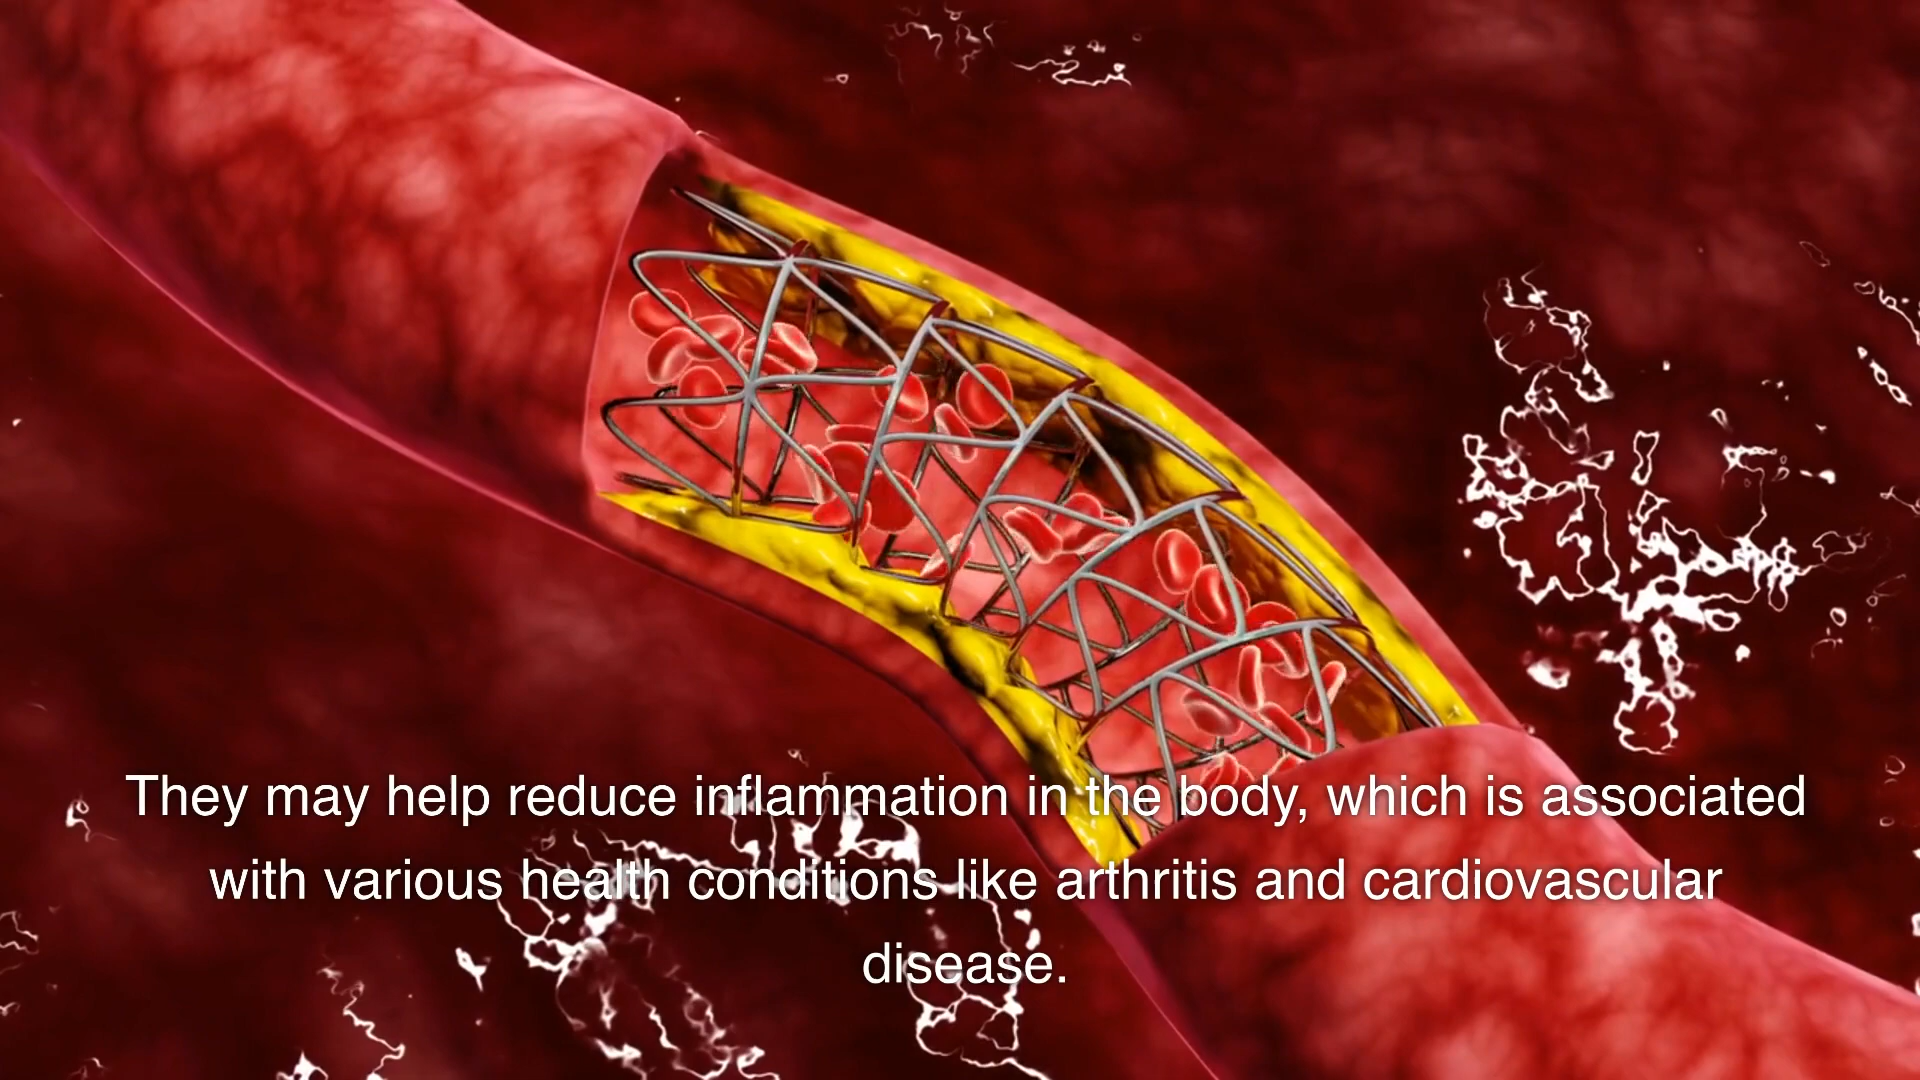 They may help reduce inflammation in the body, which is associated
with various health conditions like arthritis and cardiovascular
disease.